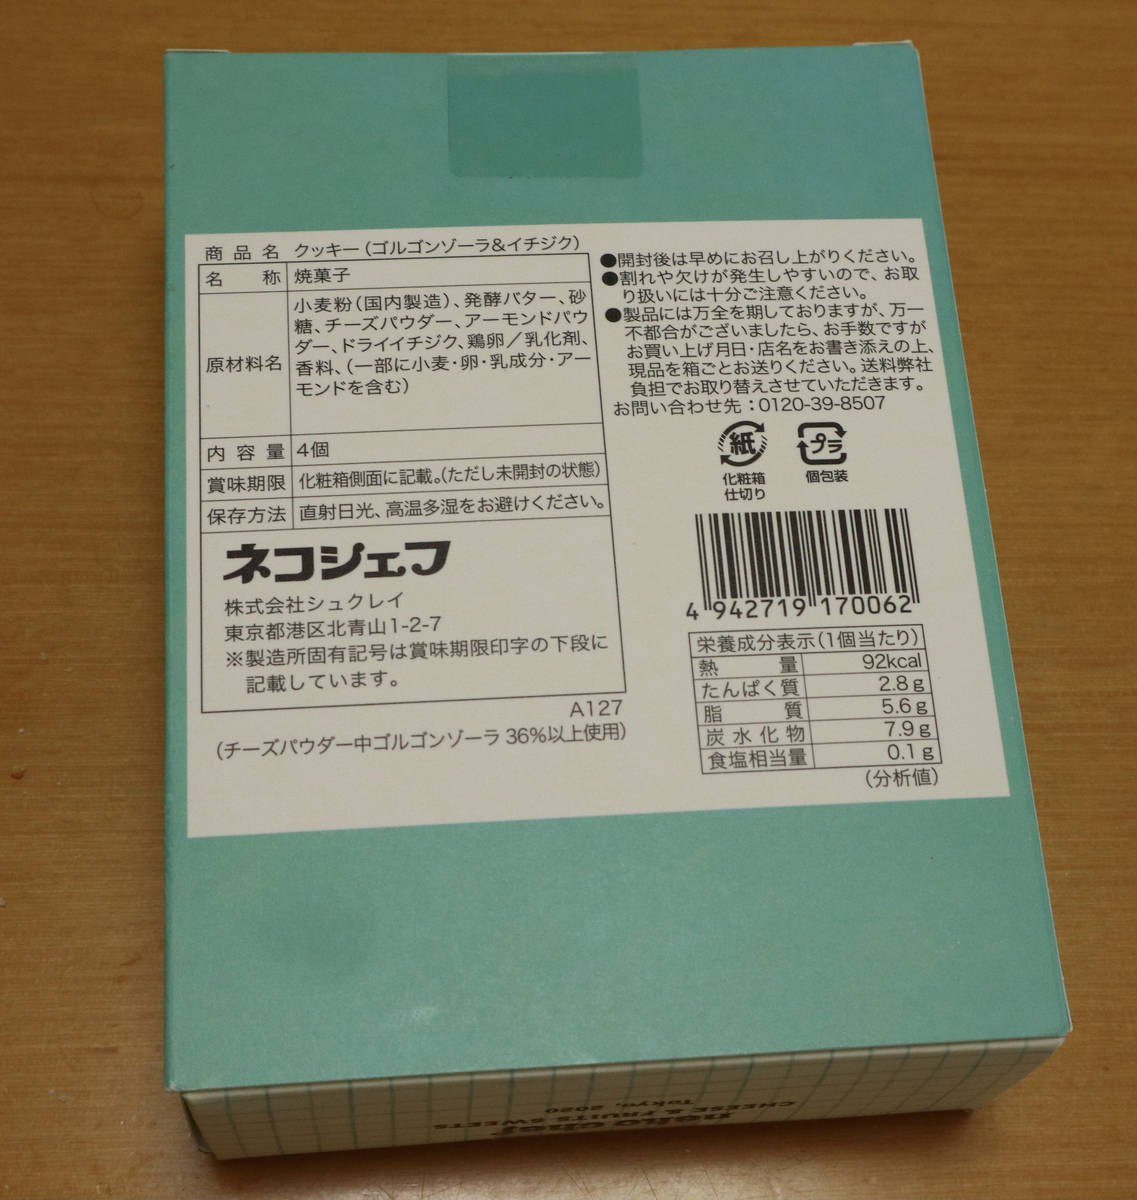 商品名 クッキー(ゴルゴンゾーラ&イチジク)
名称 焼菓子
原材料名 小麦粉(国内製造)、発酵バター、砂
糖、チーズパウダー、アーモンドパウ
ダー、ドライイチジク、鶏卵/乳化剤、
香料、(一部に小麦・卵・乳成分・アー
モンドを含む)
内容量 4個
賞味期限 化粧箱側面に記載。(ただし未開封の状態)
保存方法 直射日光、高温多湿をお避けください。
ネコシェフ
株式会社シュクレイ
東京都港区北青山1-2-7
※製造所固有記号は賞味期限印字の下段に
記載しています。
A127
(チーズパウダー中ゴルゴンゾーラ 36%以上使用)
●開封後は早めにお召し上がりください。
●割れや欠けが発生しやすいので、お取
り扱いには十分ご注意ください。
●製品には万全を期しておりますが、万一
不都合がございましたら、お手数ですが
お買い上げ月日・店名をお書き添えの上、
現品を箱ごとお送りください。送料弊社
負担でお取り替えさせていただきます。
お問い合わせ先:0120-39-8507
紙 プラ
化粧箱 個包装
仕切り
4 942719 170062
栄養成分表示(1個当たり)
熱量 92kcal
たんぱく質 2.8g
脂質 5.6g
炭水化物 7.9g
食塩相当量 0.1g
(分析値)
neko chef
CHEESE & FRUITS SWEETS
Tokyo, 2020